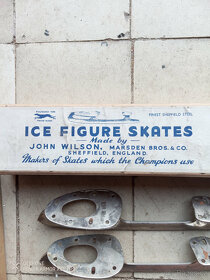 FINEST SHEFFIELD STEEL
ICE FIGURE SKATES
Made by
JOHN WILSON, MARSDEN BROS. & CO.
SHEFFIELD, ENGLAND.
Makers of Skates which the Champions use